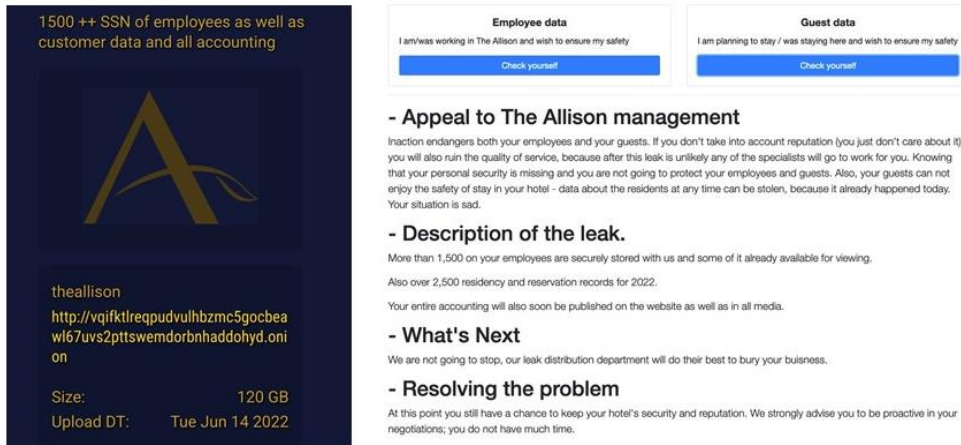 1500 ++ SSN of employees as well as
customer data and all accounting
theallison
http://vqifktlreqpudvulhbzmc5gocbea
wl67uvs2pttswemdorbnhaddohyd.oni
on
Size: 120 GB
Upload DT: Tue Jun 14 2022
Employee data
I am/was working in The Allison and wish to ensure my safety
Check yourself
Guest data
I am planning to stay / was staying here and wish to ensure my safety
Check yourself
- Appeal to The Allison management
Inaction endangers both your employees and your guests. If you don't take into account reputation (you just don't care about it)
you will also ruin the quality of service, because after this leak is unlikely any of the specialists will go to work for you. Knowing
that your personal security is missing and you are not going to protect your employees and guests. Also, your guests can not
enjoy the safety of stay in your hotel - data about the residents at any time can be stolen, because it already happened today.
Your situation is sad.
- Description of the leak.
More than 1,500 on your employees are securely stored with us and some of it already available for viewing.
Also over 2,500 residency and reservation records for 2022.
Your entire accounting will also soon be published on the website as well as in all media.
- What's Next
We are not going to stop, our leak distribution department will do their best to bury your buisness.
- Resolving the problem
At this point you still have a chance to keep your hotel's security and reputation. We strongly advise you to be proactive in your
negotiations; you do not have much time.